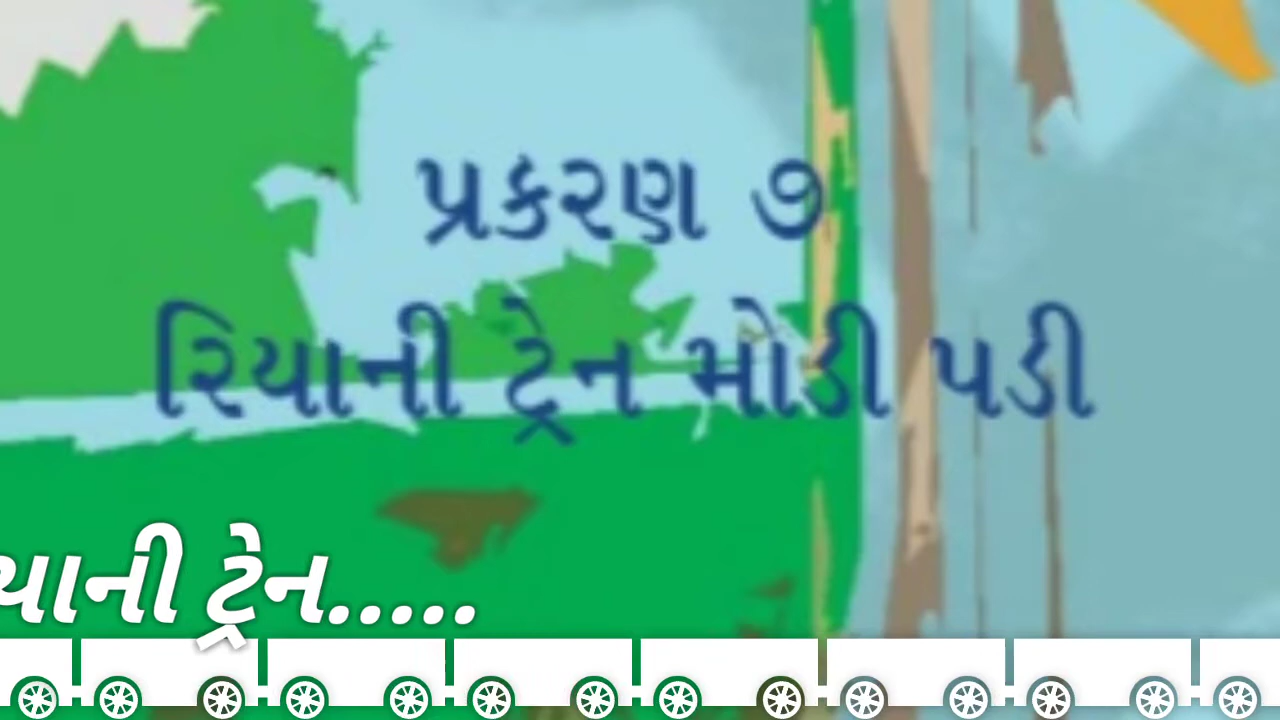 પ્રકરણ ૭
રિયાની ટ્રેન મોડી પડી
યાની ટ્રેન.....